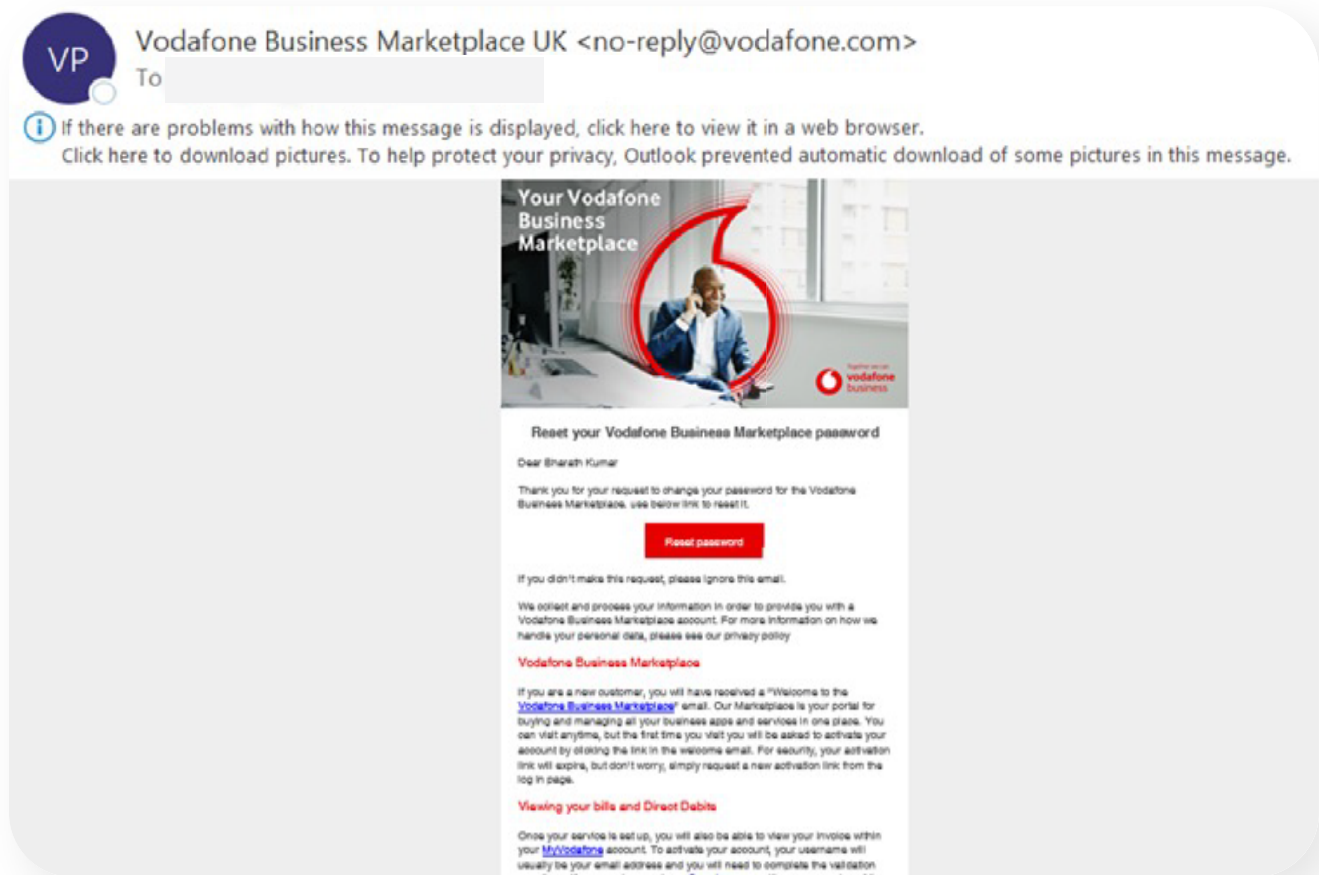 VP
Vodafone Business Marketplace UK <no-reply@vodafone.com>
To
If there are problems with how this message is displayed, click here to view it in a web browser.
Click here to download pictures. To help protect your privacy, Outlook prevented automatic download of some pictures in this message.
Your Vodafone
Business
Marketplace
Together we can
vodafone
business
Reset your Vodafone Business Marketplace password
Dear Bharath Kumar
Thank you for your request to change your password for the Vodafone
Business Marketplace. use below link to reset it.
Reset password
If you didn't make this request, please ignore this email.
We collect and process your information in order to provide you with a
Vodafone Business Marketplace account. For more information on how we
handle your personal data, please see our privacy policy
Vodafone Business Marketplace
If you are a new customer, you will have received a "Welcome to the
Vodafone Business Marketplace" email. Our Marketplace is your portal for
buying and managing all your business apps and services in one place. You
can visit anytime, but the first time you visit you will be asked to activate your
account by clicking the link in the welcome email. For security, your activation
link will expire, but don't worry, simply request a new activation link from the
log in page.
Viewing your bills and Direct Debits
Once your service is set up, you will also be able to view your invoice within
your MyVodafone account. To activate your account, your username will
usually be your email address and you will need to complete the validation